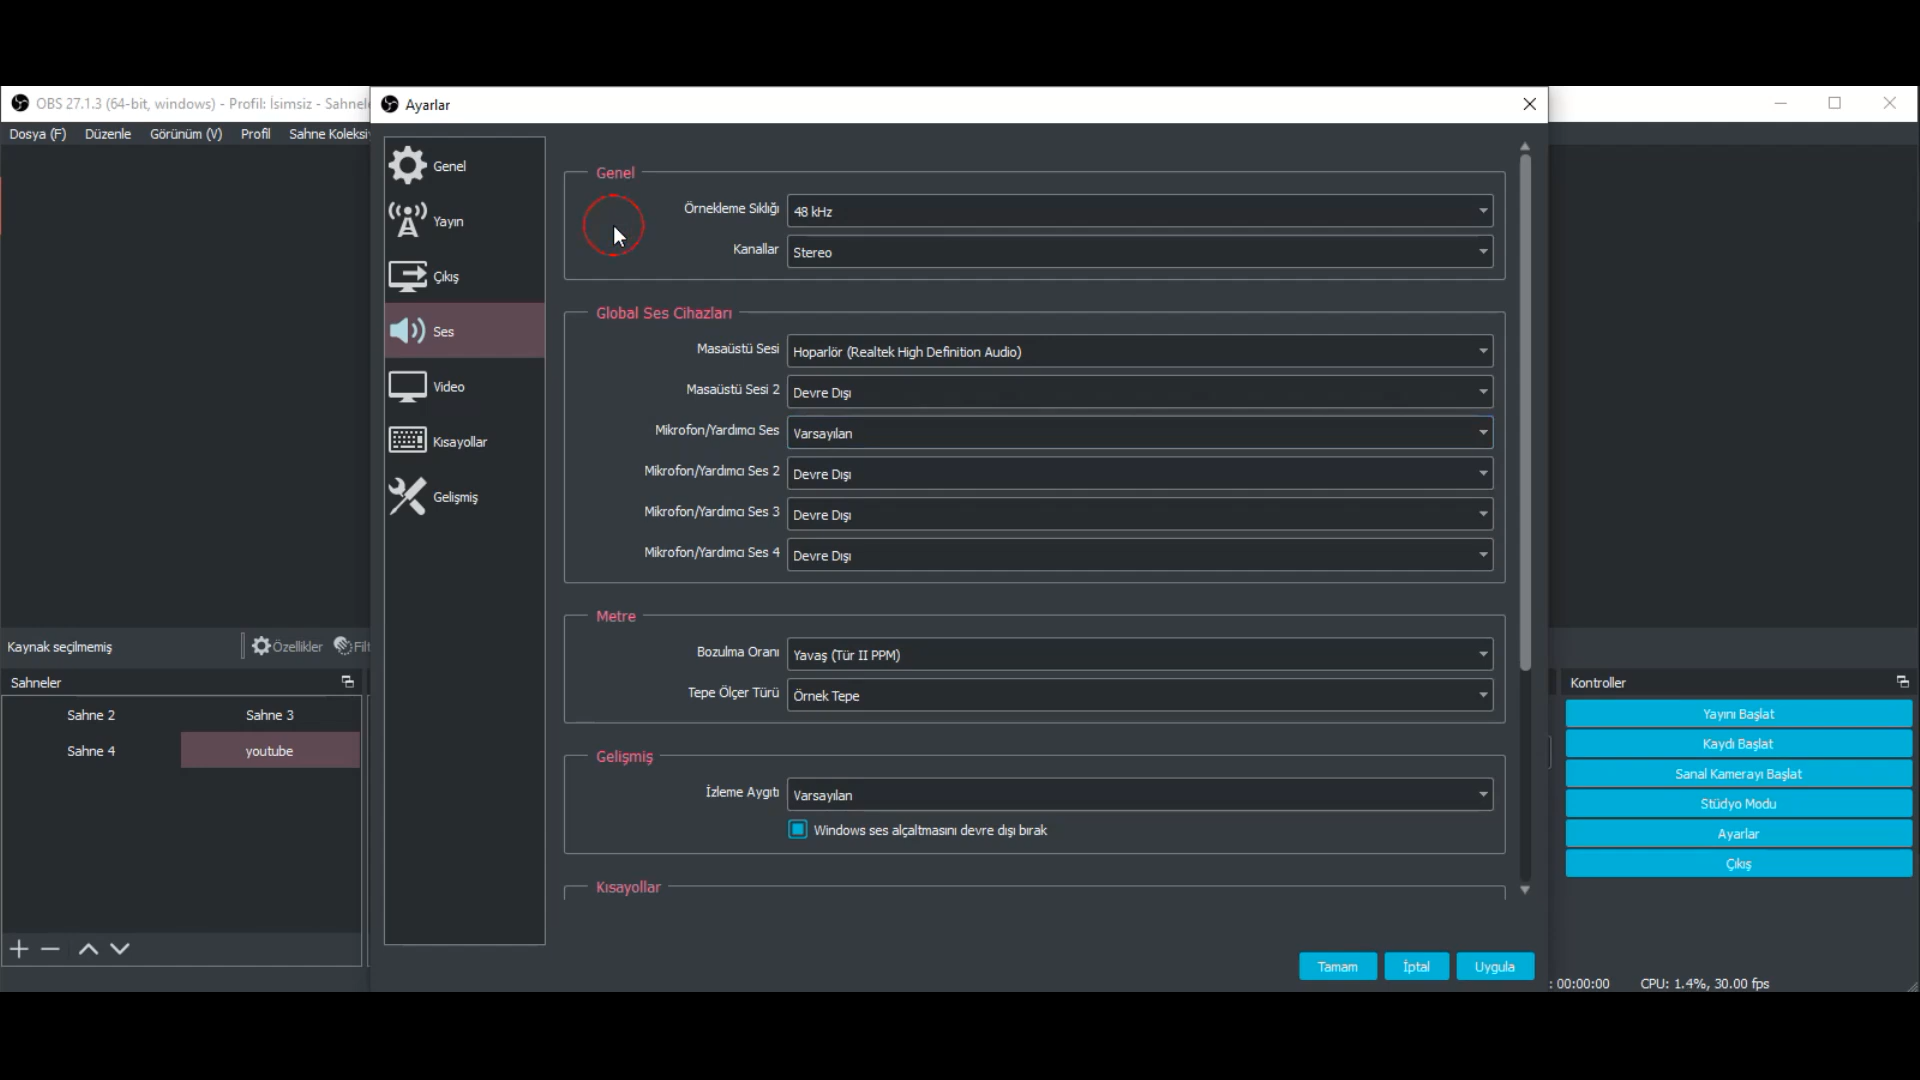 OBS 27.1.3 (64-bit, windows) - Profil: İsimsiz - Sahnele
Ayarlar
Dosya (F) Düzenle Görünüm (V) Profil Sahne Koleksi
Genel
Yayın
Çıkış
Ses
Video
Kısayollar
Gelişmiş
Genel
Örnekleme Sıklığı 48 kHz
Kanallar Stereo
Global Ses Cihazları
Masaüstü Sesi Hoparlör (Realtek High Definition Audio)
Masaüstü Sesi 2 Devre Dışı
Mikrofon/Yardımcı Ses Varsayılan
Mikrofon/Yardımcı Ses 2 Devre Dışı
Mikrofon/Yardımcı Ses 3 Devre Dışı
Mikrofon/Yardımcı Ses 4 Devre Dışı
Metre
Bozulma Oranı Yavaş (Tür II PPM)
Tepe Ölçer Türü Örnek Tepe
Gelişmiş
İzleme Aygıtı Varsayılan
Windows ses alçaltmasını devre dışı bırak
Kısayollar
Tamam İptal Uygula
Kaynak seçilmemiş Özellikler Filt
Sahneler
Sahne 2 Sahne 3
Sahne 4 youtube
Kontroller
Yayını Başlat
Kaydı Başlat
Sanal Kamerayı Başlat
Stüdyo Modu
Ayarlar
Çıkış
: 00:00:00 CPU: 1.4%, 30.00 fps